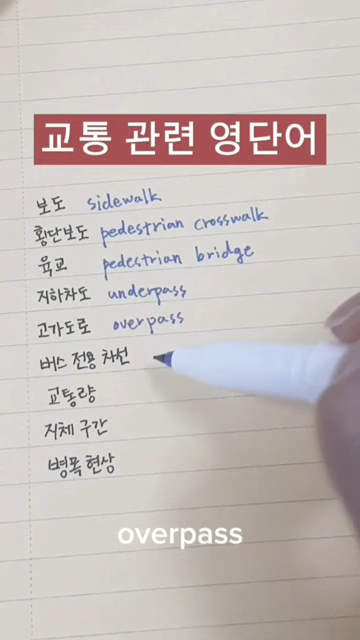 교통 관련 영단어
보도 sidewalk
횡단보도 pedestrian crosswalk
육교 pedestrian bridge
지하차도 underpass
고가도로 overpass
버스 전용 차선
교통량
지체 구간
병목 현상
overpass